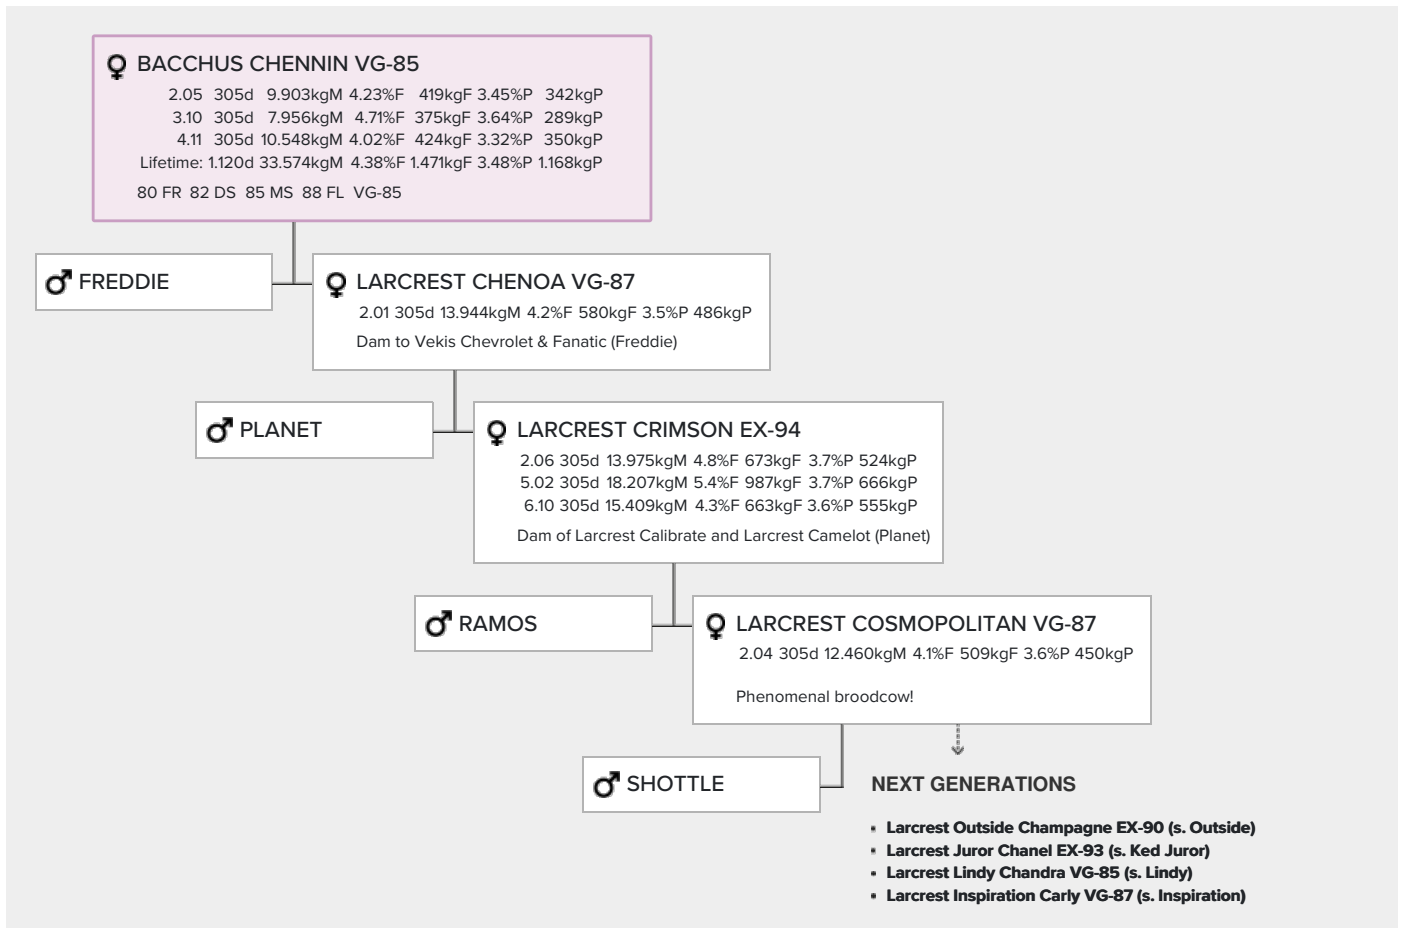 BACCHUS CHENNIN VG-85
2.05 305d 9.903kgM 4.23%F 419kgF 3.45%P 342kgP
3.10 305d 7.956kgM 4.71%F 375kgF 3.64%P 289kgP
4.11 305d 10.548kgM 4.02%F 424kgF 3.32%P 350kgP
Lifetime: 1.120d 33.574kgM 4.38%F 1.471kgF 3.48%P 1.168kgP
80 FR 82 DS 85 MS 88 FL VG-85
FREDDIE
LARCREST CHENOA VG-87
2.01 305d 13.944kgM 4.2%F 580kgF 3.5%P 486kgP
Dam to Vekis Chevrolet & Fanatic (Freddie)
PLANET
LARCREST CRIMSON EX-94
2.06 305d 13.975kgM 4.8%F 673kgF 3.7%P 524kgP
5.02 305d 18.207kgM 5.4%F 987kgF 3.7%P 666kgP
6.10 305d 15.409kgM 4.3%F 663kgF 3.6%P 555kgP
Dam of Larcrest Calibrate and Larcrest Camelot (Planet)
RAMOS
LARCREST COSMOPOLITAN VG-87
2.04 305d 12.460kgM 4.1%F 509kgF 3.6%P 450kgP
Phenomenal broodcow!
SHOTTLE
NEXT GENERATIONS
Larcrest Outside Champagne EX-90 (s. Outside)
Larcrest Juror Chanel EX-93 (s. Ked Juror)
Larcrest Lindy Chandra VG-85 (s. Lindy)
Larcrest Inspiration Carly VG-87 (s. Inspiration)